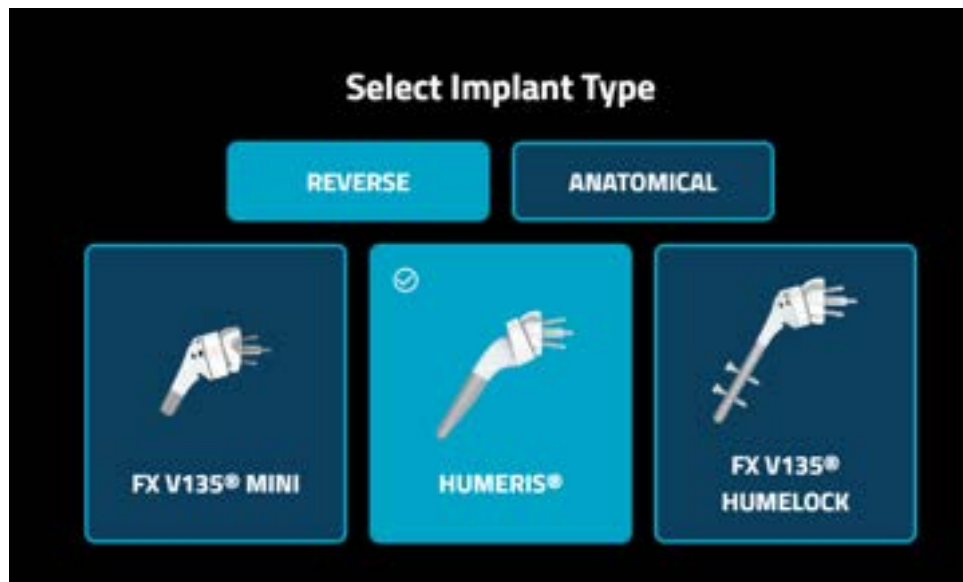 Select Implant Type
REVERSE
ANATOMICAL
FX V135® MINI
HUMERIS®
FX V135®
HUMELOCK